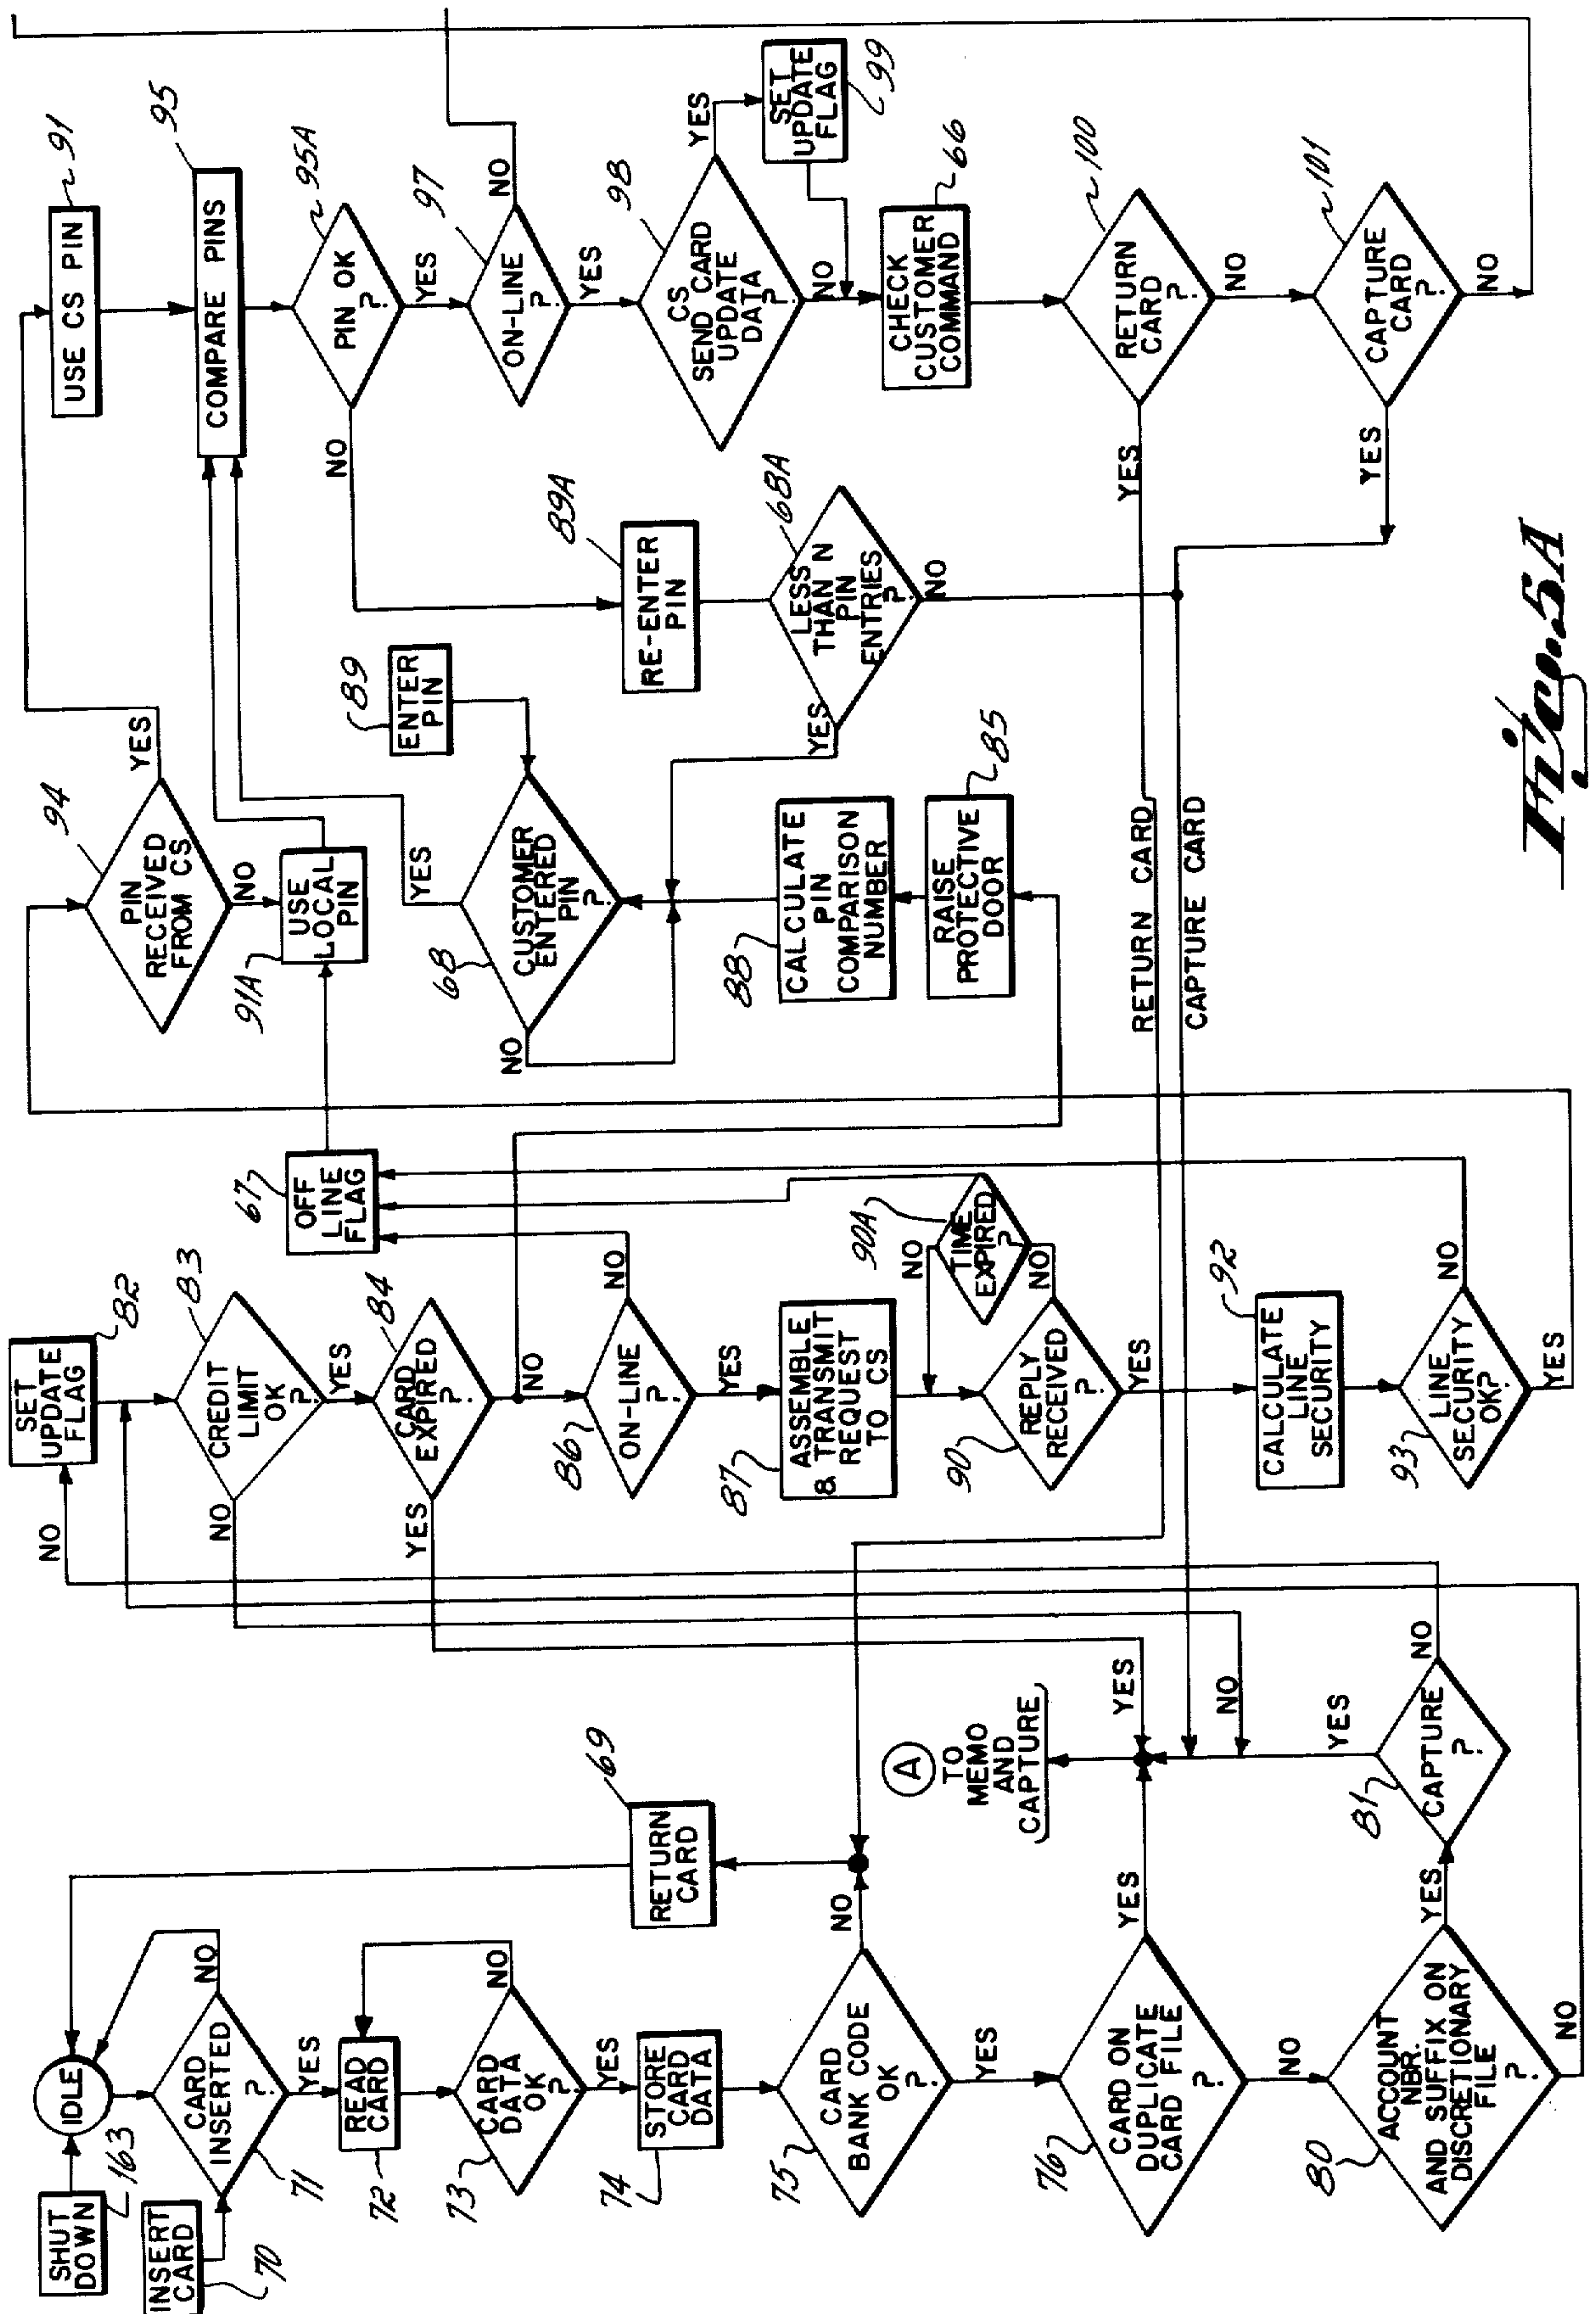 SHUT
DOWN
163
IDLE
INSERT
CARD
70
CARD
INSERTED
?
71
NO
YES
READ
CARD
72
CARD
DATA
OK
?
73
NO
YES
STORE
CARD
DATA
74
CARD
BANK CODE
OK
?
75
NO
YES
RETURN
CARD
69
CARD ON
DUPLICATE
CARD FILE
?
76
YES
NO
ACCOUNT
NBR.
AND SUFFIX ON
DISCRETIONARY
FILE
?
80
YES
NO
CAPTURE
?
81
YES
NO
A
TO
MEMO
AND
CAPTURE
YES
NO
SET
UPDATE
FLAG
82
NO
CREDIT
LIMIT
OK
?
83
NO
YES
CARD
EXPIRED
?
84
YES
NO
ON-LINE
?
86
NO
YES
OFF
LINE
FLAG
67
ASSEMBLE
& TRANSMIT
REQUEST
TO CS
87
REPLY
RECEIVED
?
90
NO
YES
TIME
EXPIRED
?
90A
NO
CALCULATE
LINE
SECURITY
92
LINE
SECURITY
OK?
93
NO
YES
PIN
RECEIVED
FROM CS
?
94
YES
NO
USE
LOCAL
PIN
91A
ENTER
PIN
89
CUSTOMER
ENTERED
PIN
?
68
YES
NO
CALCULATE
PIN
COMPARISON
NUMBER
88
RAISE
PROTECTIVE
DOOR
85
RETURN CARD
CAPTURE CARD
USE CS PIN
91
COMPARE PINS
95
PIN OK
?
95A
NO
YES
RE-ENTER
PIN
89A
LESS
THAN N
PIN
ENTRIES
?
68A
YES
NO
ON-LINE
?
97
NO
YES
CS
SEND CARD
UPDATE
DATA
?
98
YES
NO
SET
UPDATE
FLAG
99
CHECK
CUSTOMER
COMMAND
66
RETURN
CARD
?
100
YES
NO
CAPTURE
CARD
?
101
YES
NO
Fig. 5A